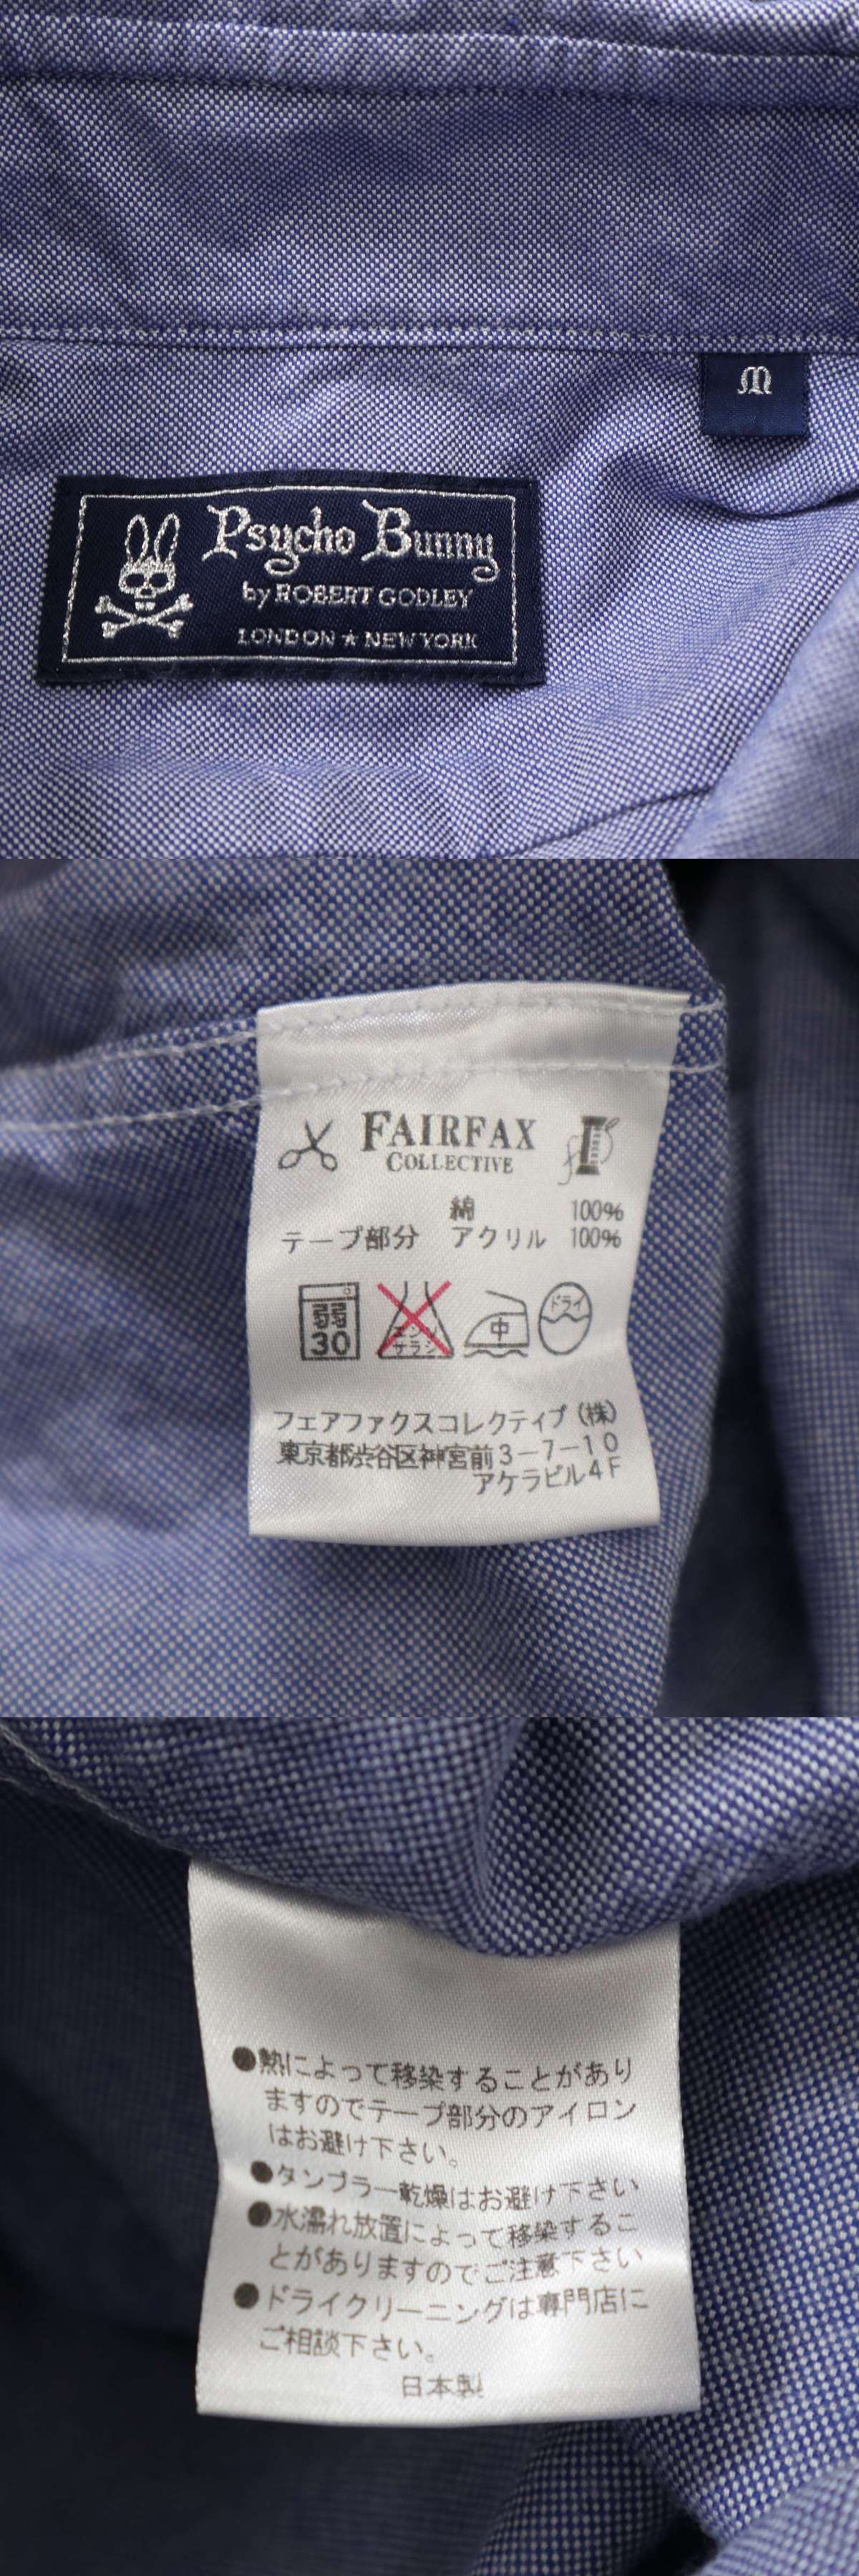 M
Psycho Bunny
by ROBERT GODLEY
LONDON ★ NEW YORK
FAIRFAX
COLLECTIVE
綿 100%
テープ部分 アクリル 100%
弱
30
エンソ
サラシ
中
ドライ
フェアファクスコレクティブ(株)
東京都渋谷区神宮前3-7-10
アケラビル4F
●熱によって移染することがあり
ますのでテープ部分のアイロン
はお避け下さい。
●タンブラー乾燥はお避け下さい
●水濡れ放置によって移染するこ
とがありますのでご注意下さい
●ドライクリーニングは専門店に
ご相談下さい。
日本製